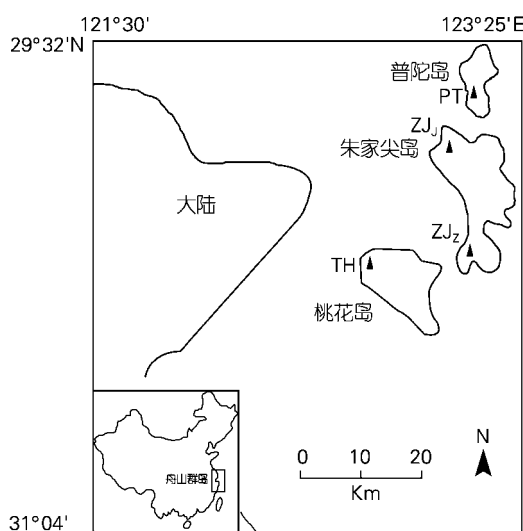 121°30'
123°25'E
29°32'N
普陀岛
PT
ZJJ
朱家尖岛
大陆
ZJZ
TH
桃花岛
舟山群岛
0 10 20
Km
N
31°04'